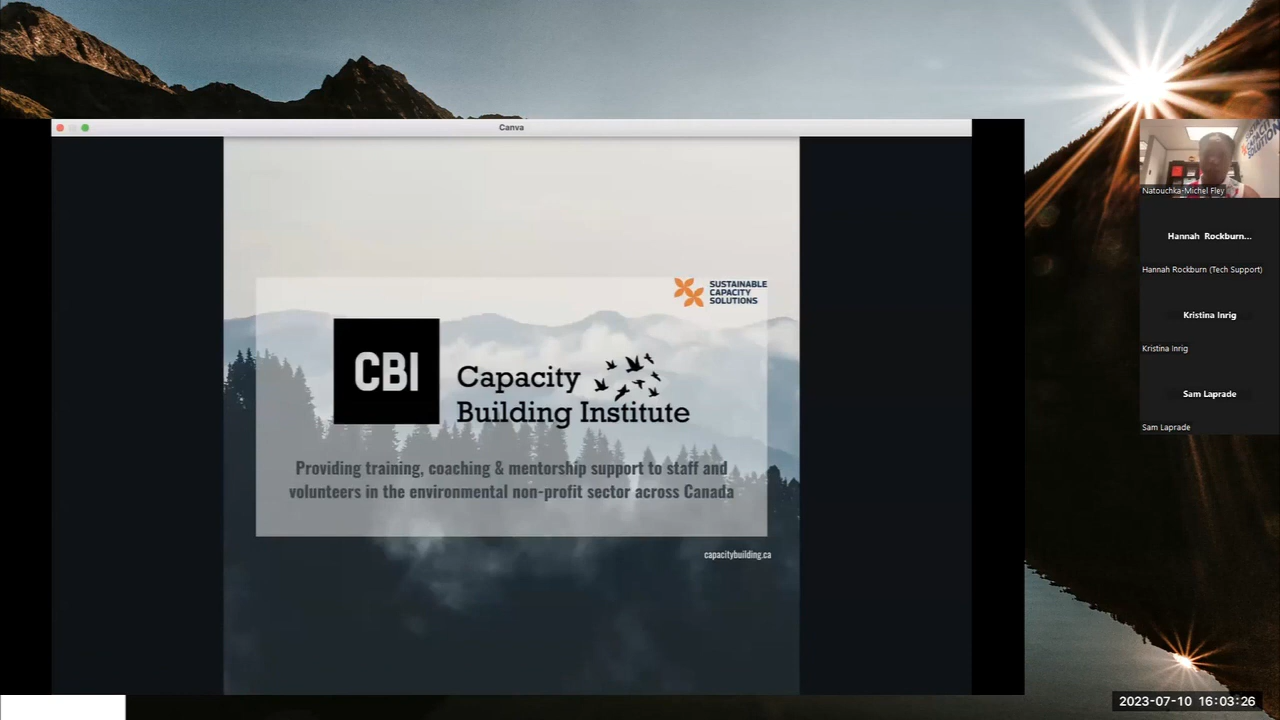 Canva
SUSTAINABLE
CAPACITY
SOLUTIONS
CBI
Capacity
Building Institute
Providing training, coaching & mentorship support to staff and
volunteers in the environmental non-profit sector across Canada
capacitybuilding.ca
Natouchka-Michel Fley
Hannah Rockburn...
Hannah Rockburn (Tech Support)
Kristina Inrig
Kristina Inrig
Sam Laprade
Sam Laprade
2023-07-10 16:03:26